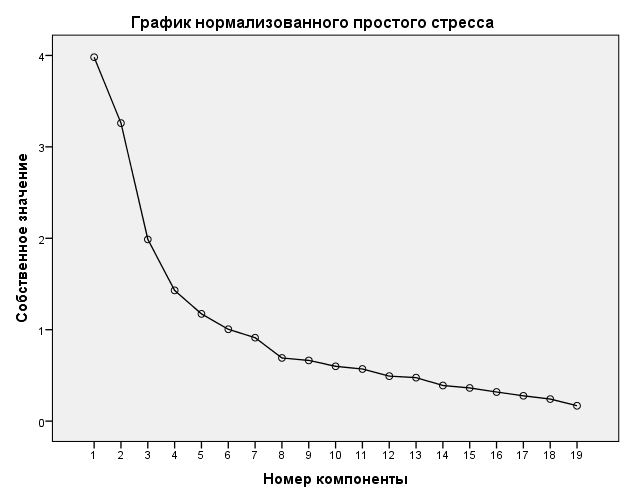 График нормализованного простого стресса
4
3
2
1
0
Собственное значение
1 2 3 4 5 6 7 8 9 10 11 12 13 14 15 16 17 18 19
Номер компоненты